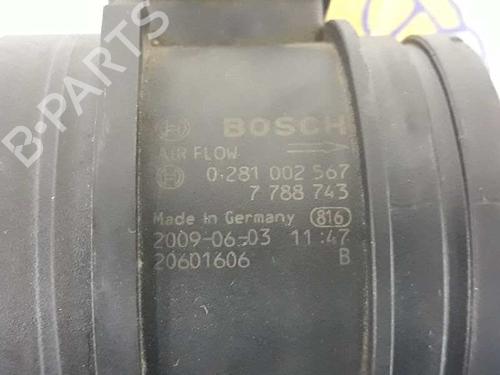 B-PARTS
BOSCH
AIR FLOW
0 281 002 567
7 788 743
Made in Germany 816
2009-06-03 11:47
20601606 B